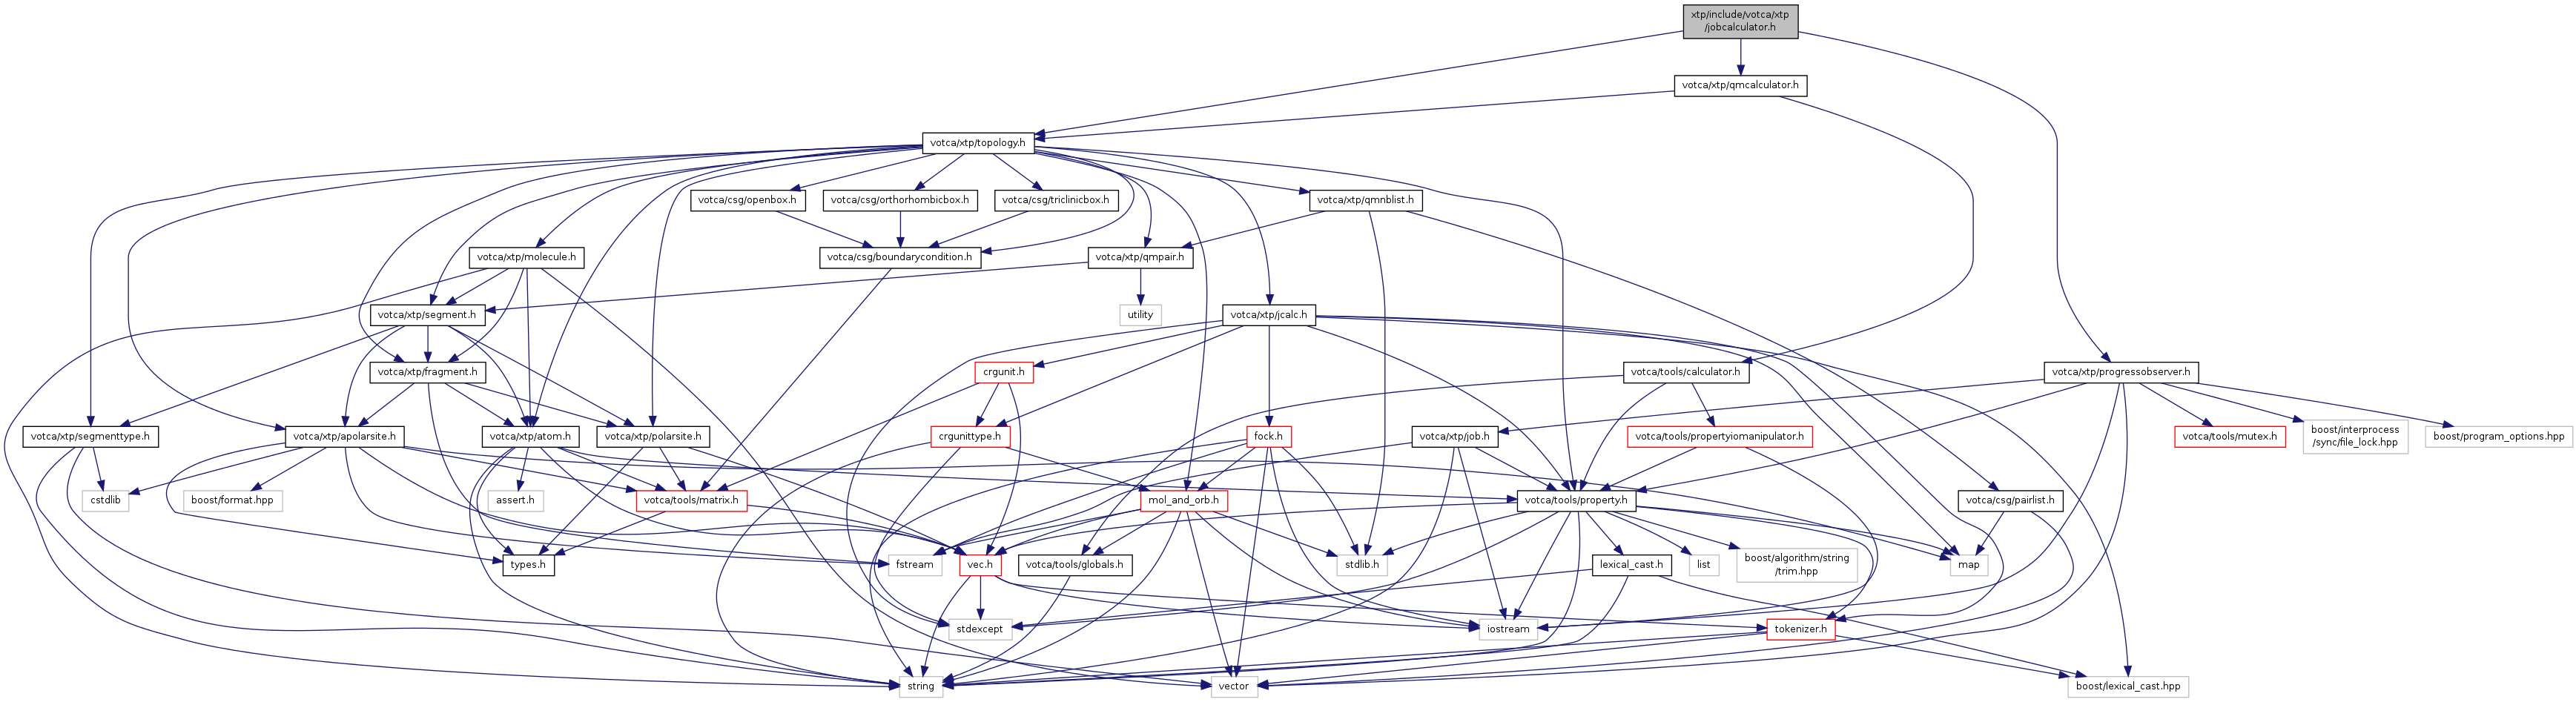 xtp/include/votca/xtp
/jobcalculator.h
votca/xtp/qmcalculator.h
votca/xtp/topology.h
votca/csg/openbox.h
votca/csg/orthorhombicbox.h
votca/csg/triclinicbox.h
votca/xtp/qmnblist.h
votca/xtp/molecule.h
votca/csg/boundarycondition.h
votca/xtp/qmpair.h
votca/xtp/segment.h
utility
votca/xtp/jcalc.h
votca/xtp/fragment.h
crgunit.h
votca/tools/calculator.h
votca/xtp/progressobserver.h
votca/xtp/segmenttype.h
votca/xtp/apolarsite.h
votca/xtp/atom.h
votca/xtp/polarsite.h
crgunittype.h
fock.h
votca/xtp/job.h
votca/tools/propertyiomanipulator.h
votca/tools/mutex.h
boost/interprocess
/sync/file_lock.hpp
boost/program_options.hpp
cstdlib
boost/format.hpp
assert.h
votca/tools/matrix.h
mol_and_orb.h
votca/tools/property.h
votca/csg/pairlist.h
types.h
fstream
vec.h
votca/tools/globals.h
stdlib.h
lexical_cast.h
list
boost/algorithm/string
/trim.hpp
map
stdexcept
iostream
tokenizer.h
string
vector
boost/lexical_cast.hpp